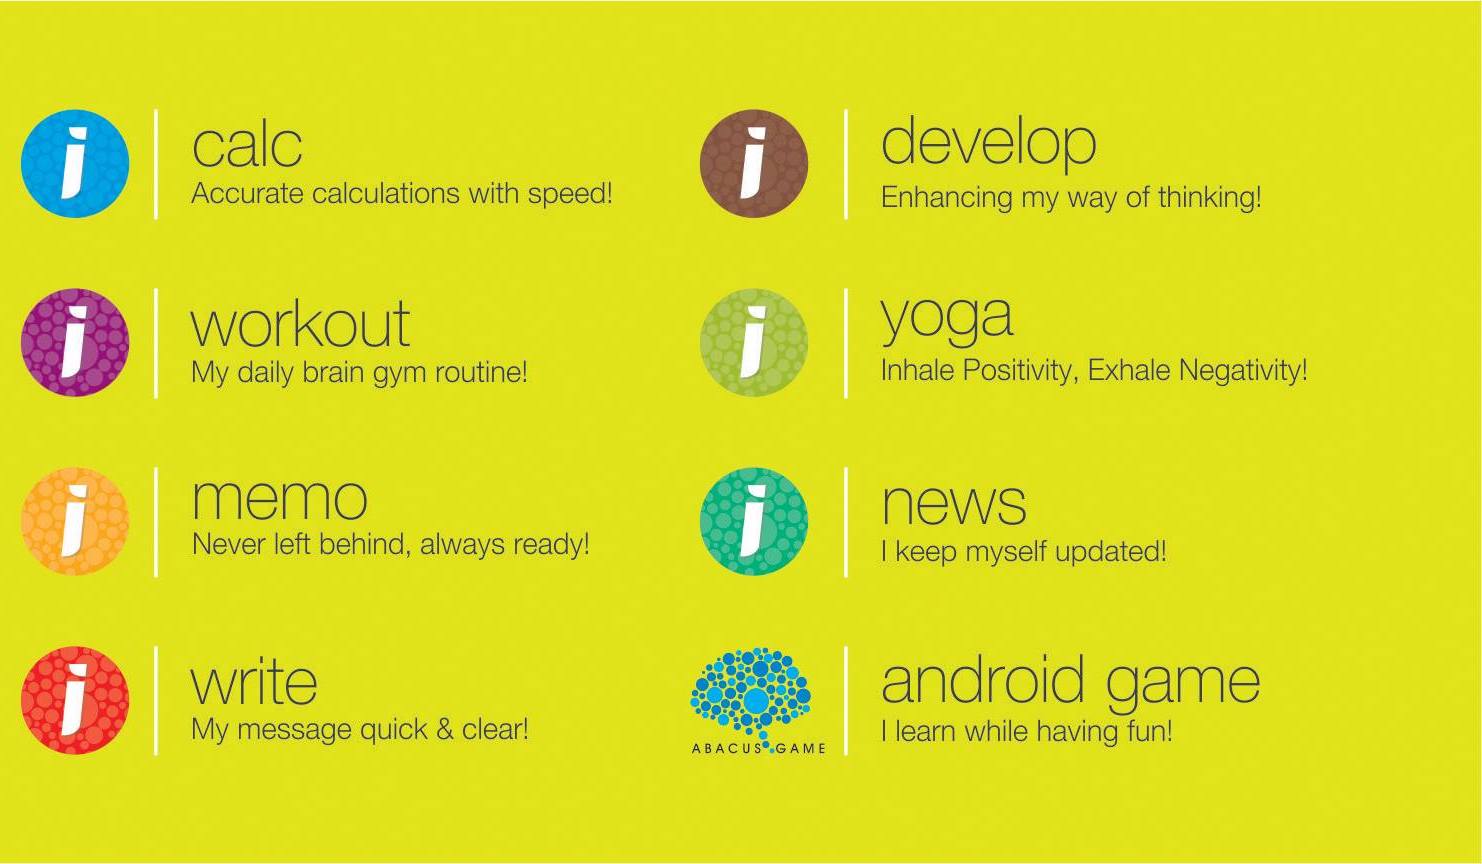 i
calc
Accurate calculations with speed!
i
workout
My daily brain gym routine!
i
memo
Never left behind, always ready!
i
write
My message quick & clear!
i
develop
Enhancing my way of thinking!
i
yoga
Inhale Positivity, Exhale Negativity!
i
news
I keep myself updated!
ABACUS GAME
android game
I learn while having fun!